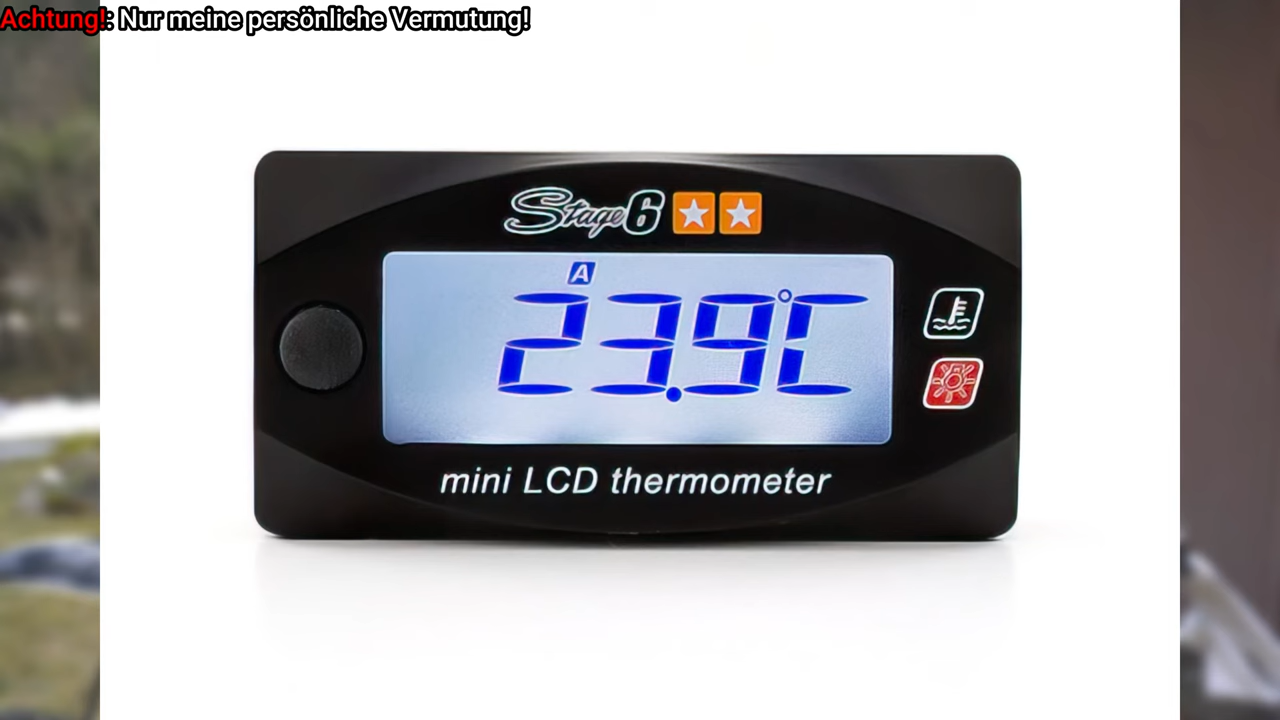 Achtung!: Nur meine persönliche Vermutung!
Stage6
A
23.9°C
mini LCD thermometer